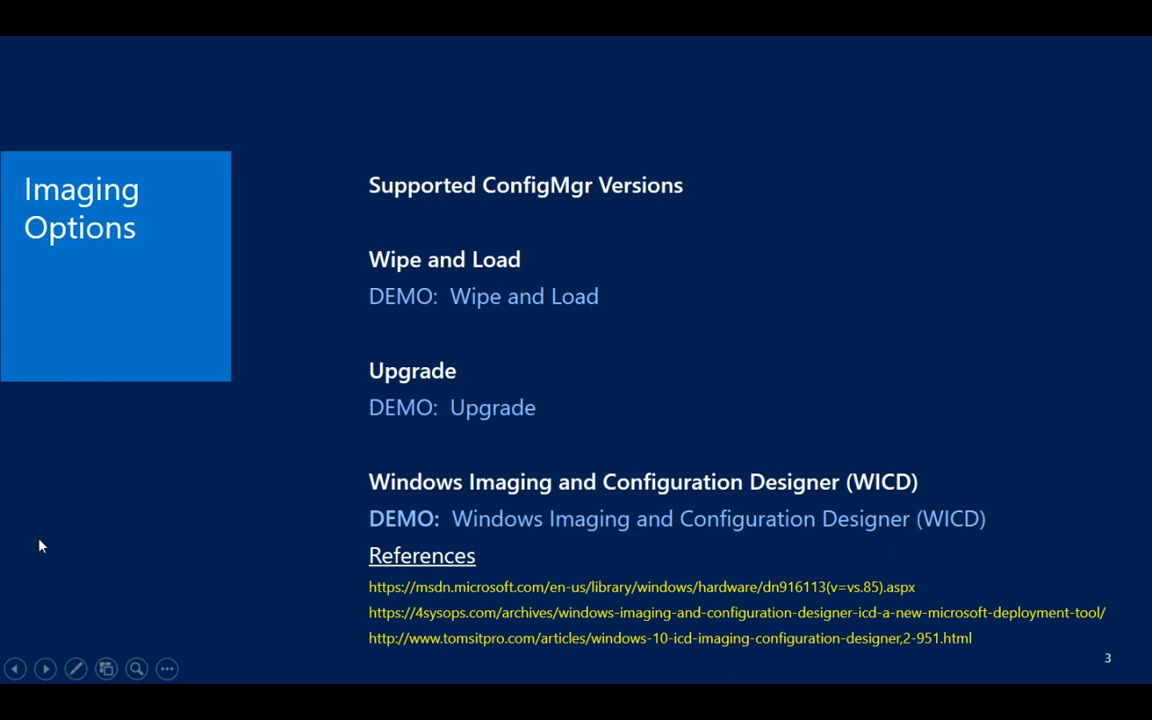 Imaging
Options
Supported ConfigMgr Versions
Wipe and Load
DEMO:  Wipe and Load
Upgrade
DEMO:  Upgrade
Windows Imaging and Configuration Designer (WICD)
DEMO:  Windows Imaging and Configuration Designer (WICD)
References
https://msdn.microsoft.com/en-us/library/windows/hardware/dn916113(v=vs.85).aspx
https://4sysops.com/archives/windows-imaging-and-configuration-designer-icd-a-new-microsoft-deployment-tool/
http://www.tomsitpro.com/articles/windows-10-icd-imaging-configuration-designer,2-951.html
3